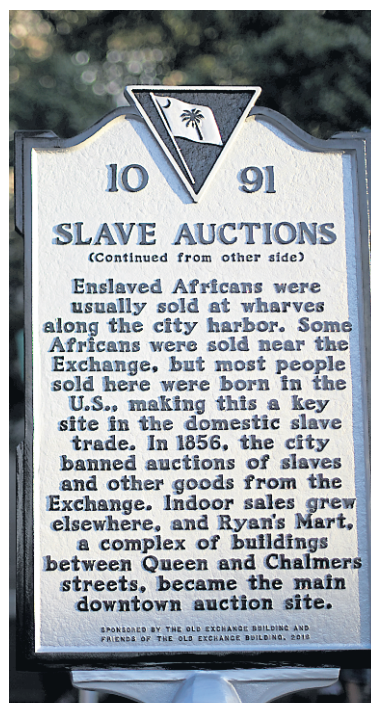 10 91
SLAVE AUCTIONS
(Continued from other side)
Enslaved Africans were
usually sold at wharves
along the city harbor. Some
Africans were sold near the
Exchange, but most people
sold here were born in the
U.S., making this a key
site in the domestic slave
trade. In 1856, the city
banned auctions of slaves
and other goods from the
Exchange. Indoor sales grew
elsewhere, and Ryan's Mart,
a complex of buildings
between Queen and Chalmers
streets, became the main
downtown auction site.
SPONSORED BY THE OLD EXCHANGE BUILDING AND
FRIENDS OF THE OLD EXCHANGE BUILDING, 2016